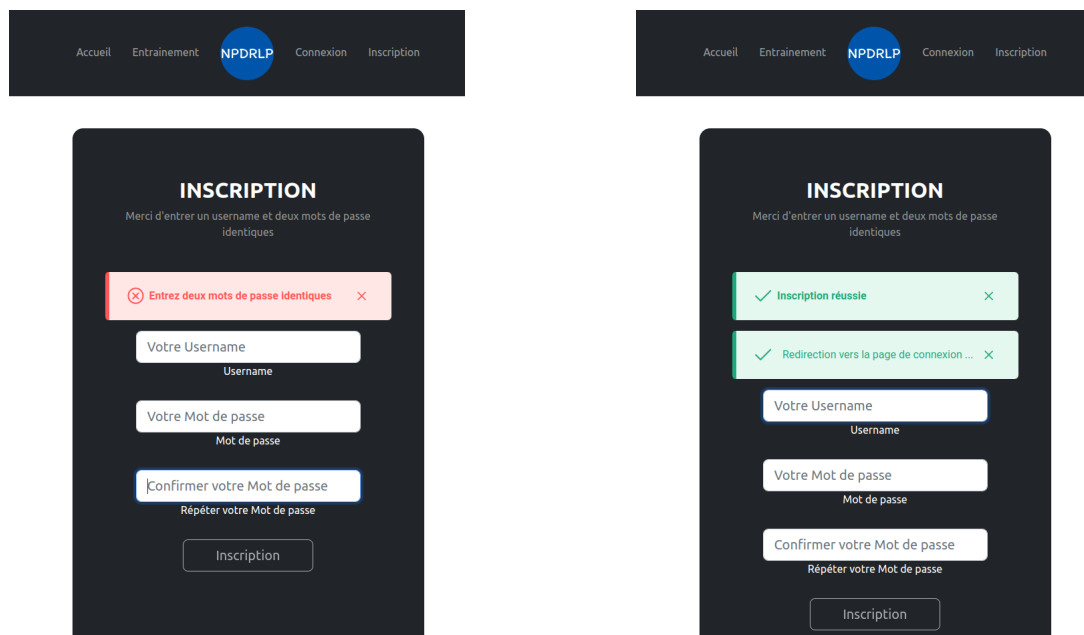 Accueil Entrainement NPDRLP Connexion Inscription
INSCRIPTION
Merci d'entrer un username et deux mots de passe
identiques
Entrez deux mots de passe identiques
Votre Username
Username
Votre Mot de passe
Mot de passe
Confirmer votre Mot de passe
Répéter votre Mot de passe
Inscription
Accueil Entrainement NPDRLP Connexion Inscription
INSCRIPTION
Merci d'entrer un username et deux mots de passe
identiques
Inscription réussie
Redirection vers la page de connexion ...
Votre Username
Username
Votre Mot de passe
Mot de passe
Confirmer votre Mot de passe
Répéter votre Mot de passe
Inscription